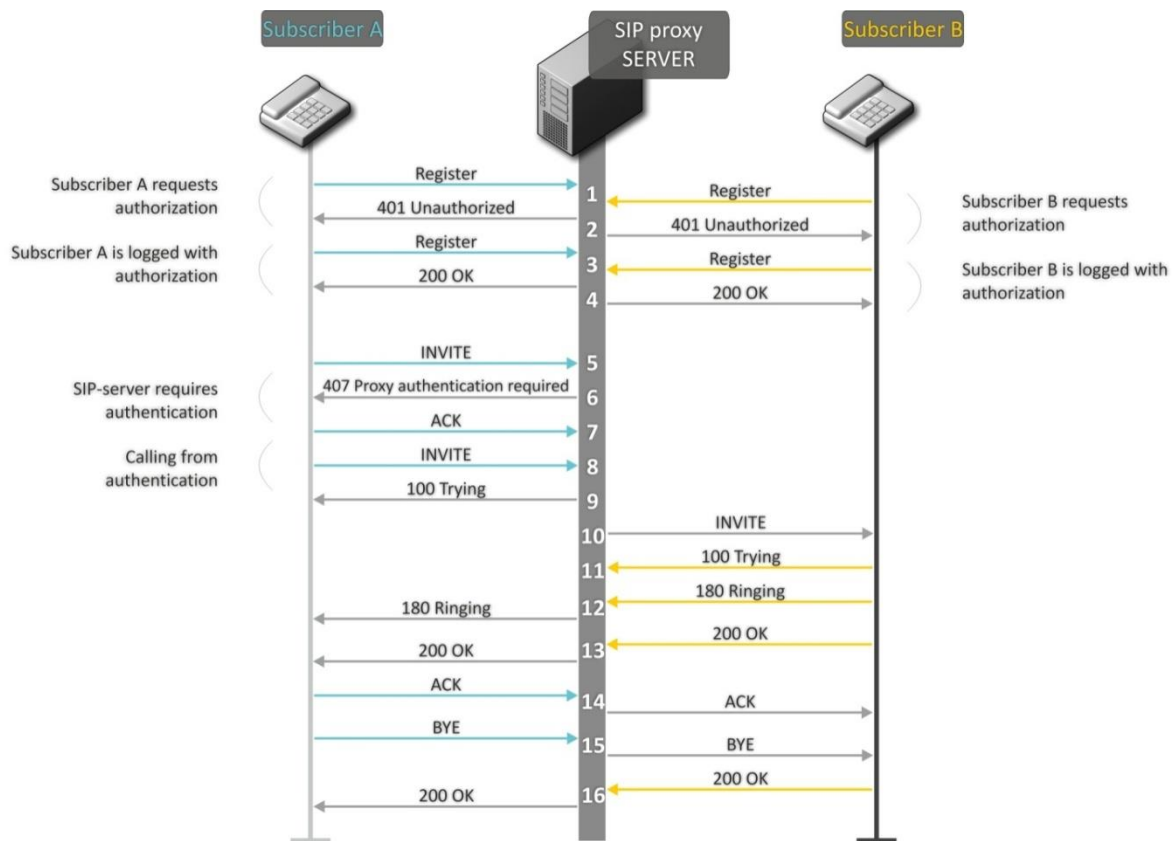 Subscriber A
SIP proxy
SERVER
Subscriber B
Subscriber A requests
authorization
Register
1
Register
Subscriber B requests
authorization
401 Unauthorized
2
401 Unauthorized
Subscriber A is logged with
authorization
Register
3
Register
Subscriber B is logged with
authorization
200 OK
4
200 OK
INVITE
5
SIP-server requires
authentication
407 Proxy authentication required
6
ACK
7
Calling from
authentication
INVITE
8
100 Trying
9
10
INVITE
11
100 Trying
180 Ringing
12
180 Ringing
200 OK
13
200 OK
ACK
14
ACK
BYE
15
BYE
200 OK
16
200 OK